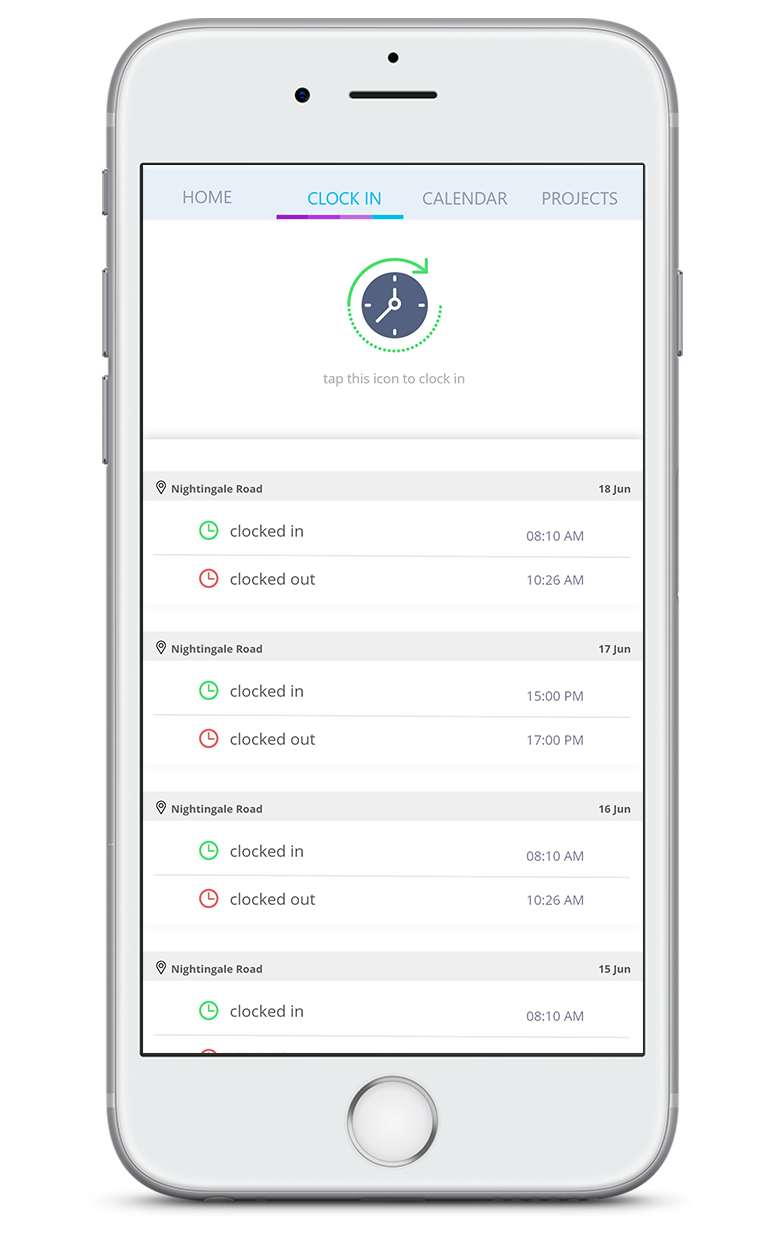 HOME CLOCK IN CALENDAR PROJECTS
tap this icon to clock in
Nightingale Road 18 Jun
clocked in 08:10 AM
clocked out 10:26 AM
Nightingale Road 17 Jun
clocked in 15:00 PM
clocked out 17:00 PM
Nightingale Road 16 Jun
clocked in 08:10 AM
clocked out 10:26 AM
Nightingale Road 15 Jun
clocked in 08:10 AM